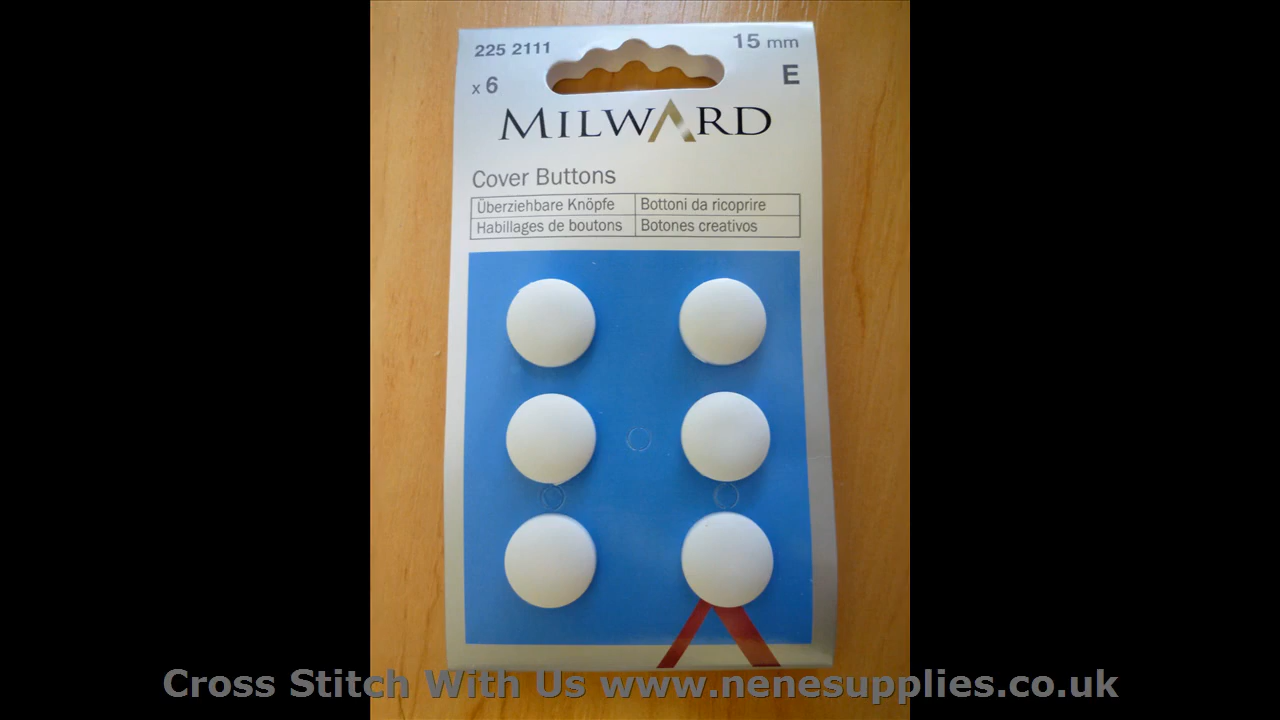 225 2111
15 mm
x 6
E
MILWARD
Cover Buttons
Überziehbare Knöpfe
Bottoni da ricoprire
Habillages de boutons
Botones creativos
Cross Stitch With Us www.nenesupplies.co.uk